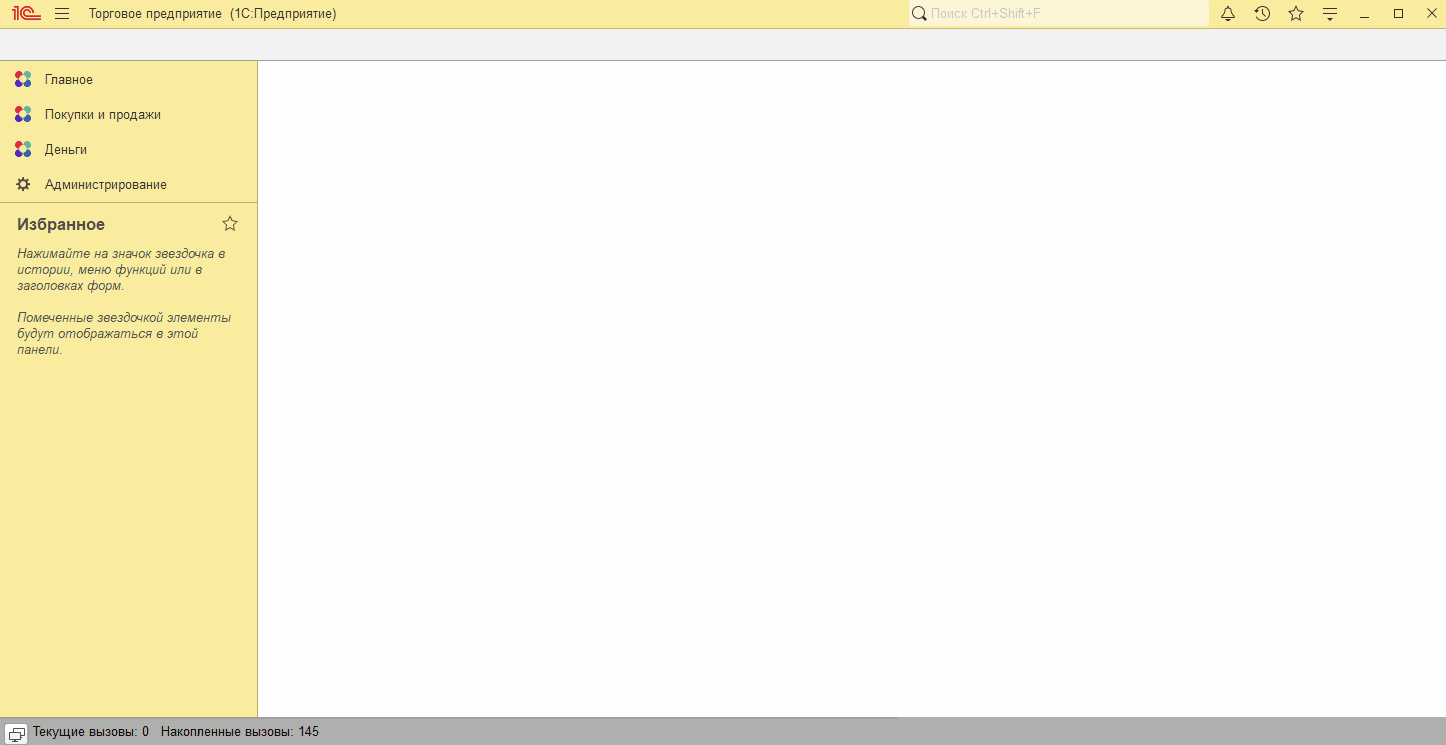 1С Торговое предприятие (1С:Предприятие) Поиск Ctrl+Shift+F
Главное
Покупки и продажи
Деньги
Администрирование
Избранное
Нажимайте на значок звездочка в
истории, меню функций или в
заголовках форм.
Помеченные звездочкой элементы
будут отображаться в этой
панели.
Текущие вызовы: 0 Накопленные вызовы: 145